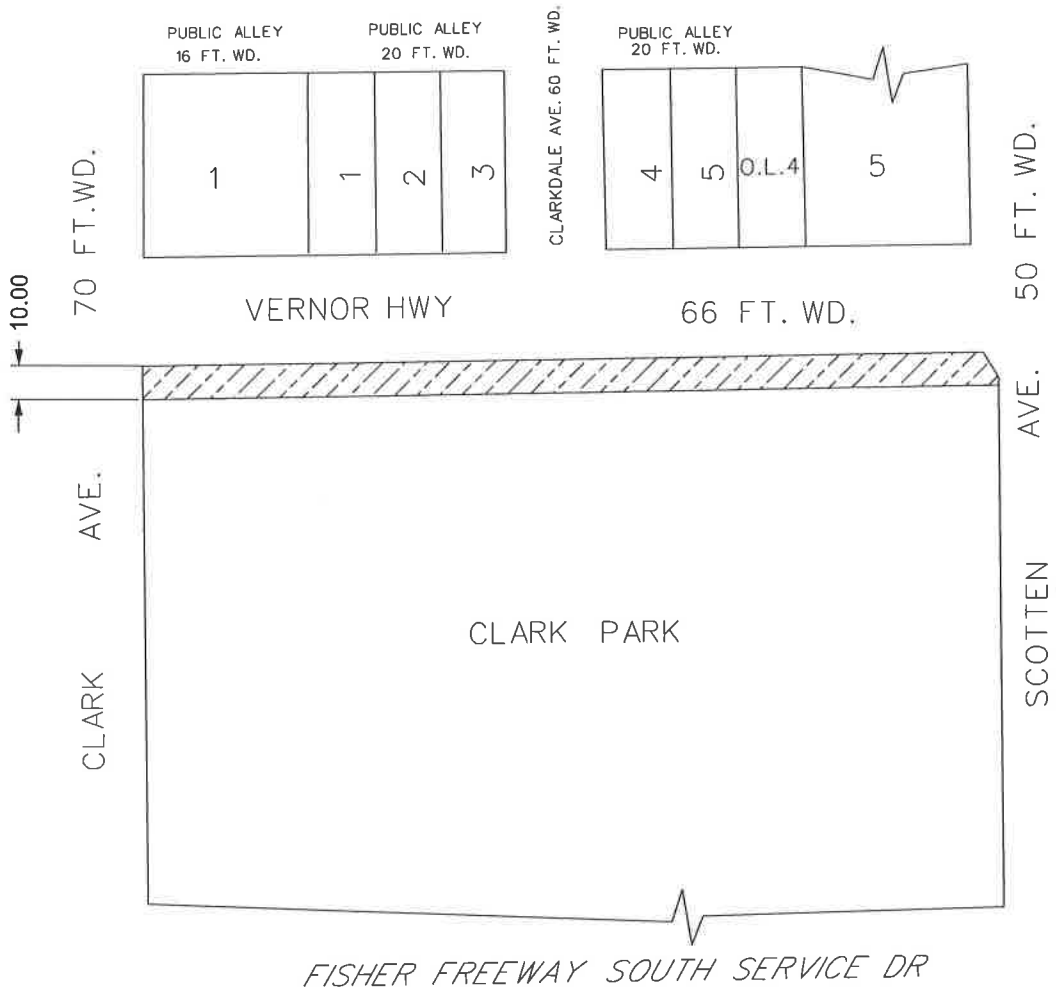 PUBLIC ALLEY
16 FT. WD.
PUBLIC ALLEY
20 FT. WD.
CLARKDALE AVE. 60 FT. WD.
PUBLIC ALLEY
20 FT. WD.
1
1
2
3
4
5
O.L.4
5
70 FT. WD.
50 FT. WD.
10.00
VERNOR HWY
66 FT. WD.
CLARK AVE.
SCOTTEN AVE.
CLARK PARK
FISHER FREEWAY SOUTH SERVICE DR